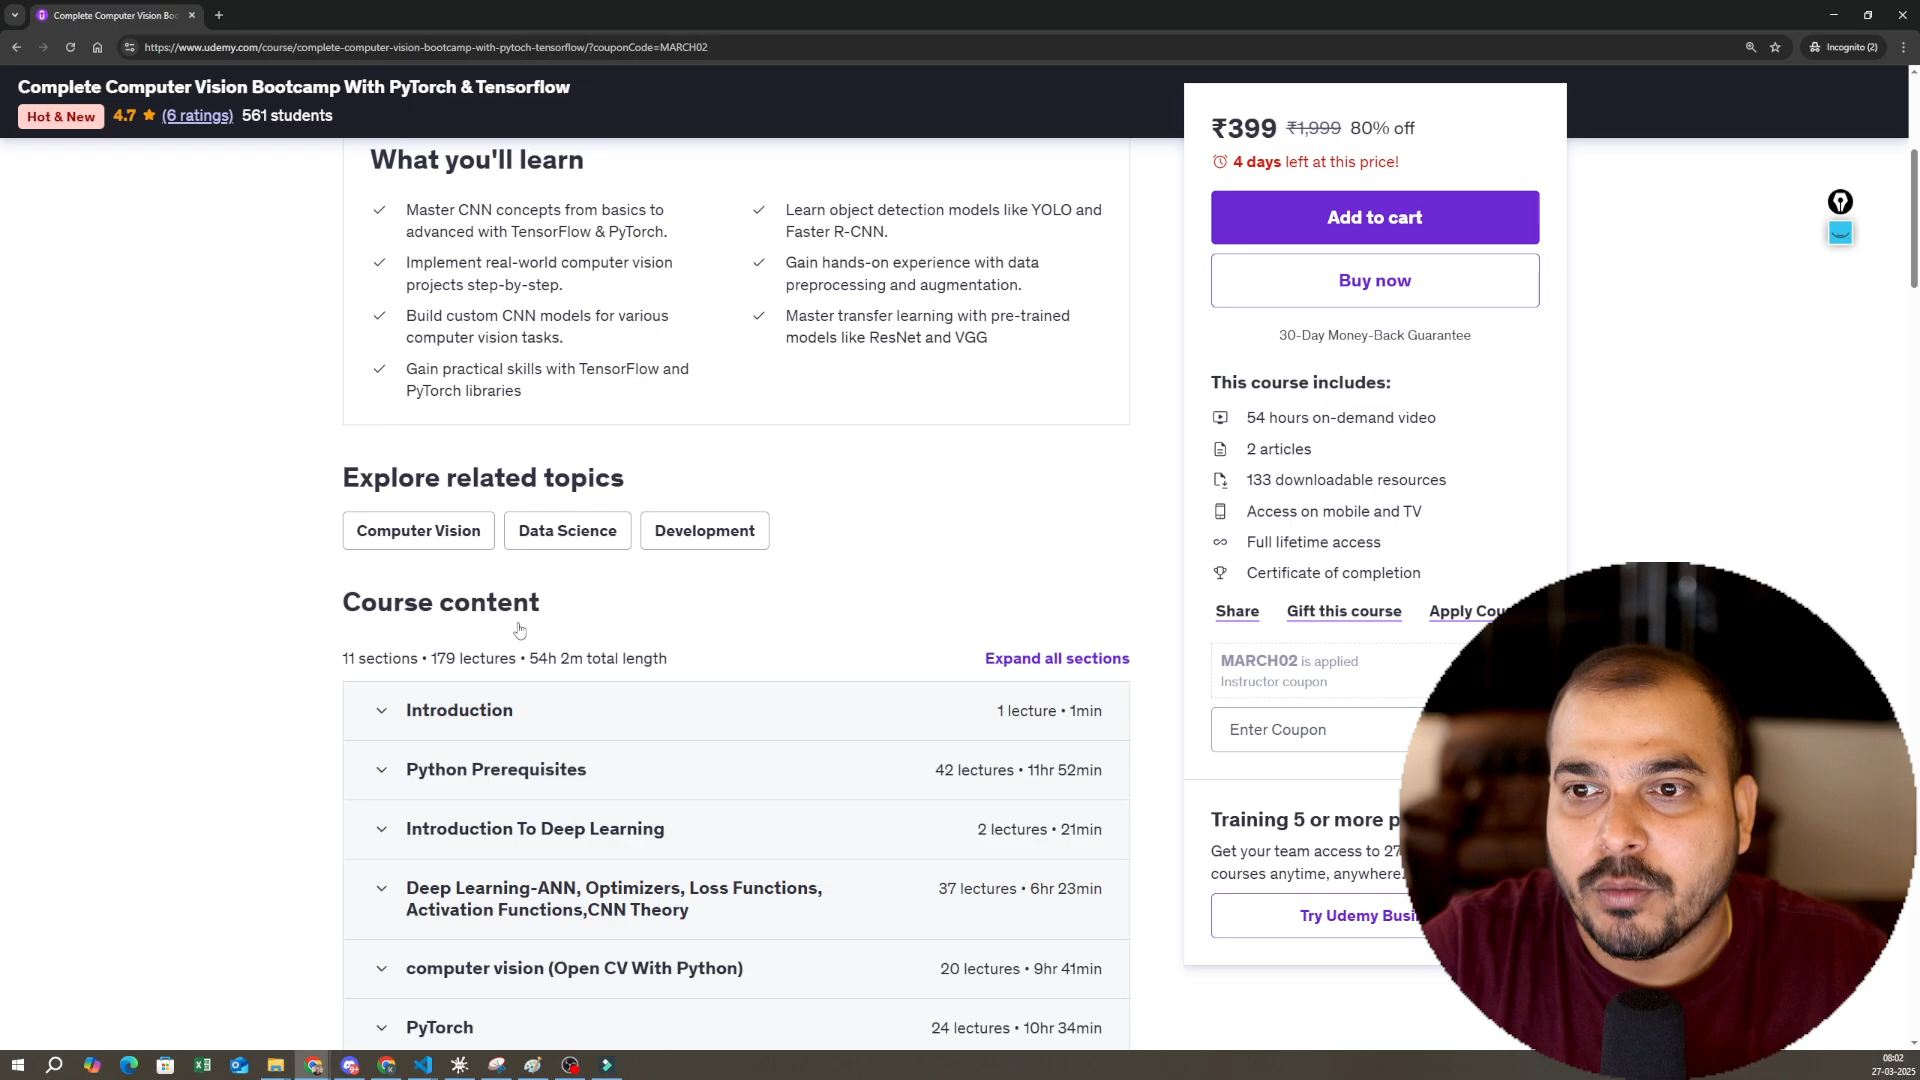 Complete Computer Vision Boo
https://www.udemy.com/course/complete-computer-vision-bootcamp-with-pytoch-tensorflow/?couponCode=MARCH02
Incognito (2)
Complete Computer Vision Bootcamp With PyTorch & Tensorflow
Hot & New 4.7 (6 ratings) 561 students
What you'll learn
Master CNN concepts from basics to
advanced with TensorFlow & PyTorch.
Implement real-world computer vision
projects step-by-step.
Build custom CNN models for various
computer vision tasks.
Gain practical skills with TensorFlow and
PyTorch libraries
Learn object detection models like YOLO and
Faster R-CNN.
Gain hands-on experience with data
preprocessing and augmentation.
Master transfer learning with pre-trained
models like ResNet and VGG
Explore related topics
Computer Vision Data Science Development
Course content
11 sections • 179 lectures • 54h 2m total length Expand all sections
Introduction 1 lecture • 1min
Python Prerequisites 42 lectures • 11hr 52min
Introduction To Deep Learning 2 lectures • 21min
Deep Learning-ANN, Optimizers, Loss Functions, 37 lectures • 6hr 23min
Activation Functions,CNN Theory
computer vision (Open CV With Python) 20 lectures • 9hr 41min
PyTorch 24 lectures • 10hr 34min
₹399 ₹1,999 80% off
4 days left at this price!
Add to cart
Buy now
30-Day Money-Back Guarantee
This course includes:
54 hours on-demand video
2 articles
133 downloadable resources
Access on mobile and TV
Full lifetime access
Certificate of completion
Share Gift this course Apply Cou
MARCH02 is applied
Instructor coupon
Enter Coupon
Training 5 or more p
Get your team access to 27
courses anytime, anywhere.
Try Udemy Busi
08:02
27-03-2025